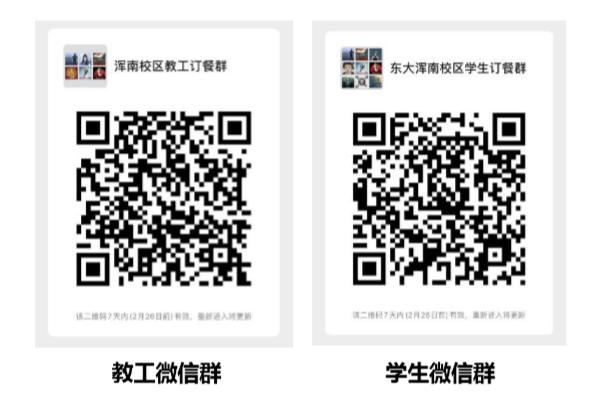 浑南校区教工订餐群
该二维码7天内(2月26日前)有效，重新进入将更新
教工微信群
东大浑南校区学生订餐群
该二维码7天内(2月26日前)有效，重新进入将更新
学生微信群